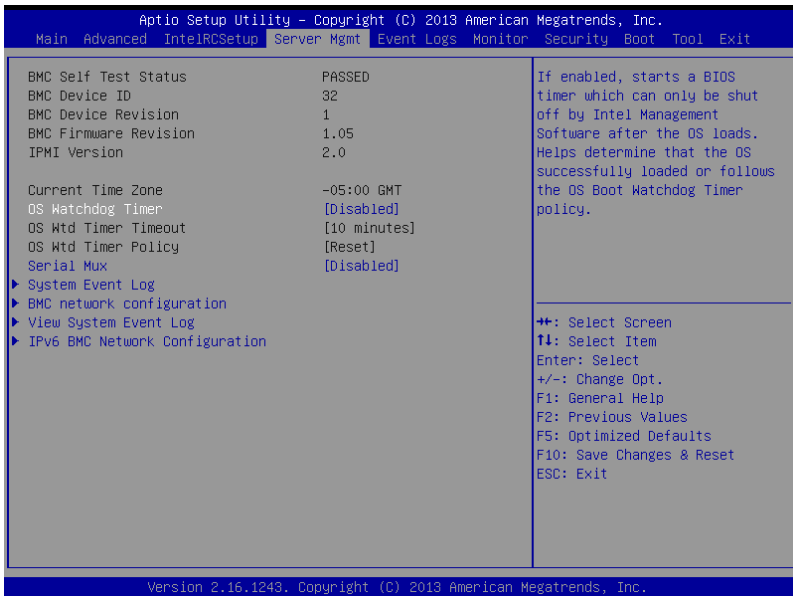 Aptio Setup Utility – Copyright (C) 2013 American Megatrends, Inc.
Main Advanced IntelRCSetup Server Mgmt Event Logs Monitor Security Boot Tool Exit
BMC Self Test Status PASSED
BMC Device ID 32
BMC Device Revision 1
BMC Firmware Revision 1.05
IPMI Version 2.0
Current Time Zone -05:00 GMT
OS Watchdog Timer [Disabled]
OS Wtd Timer Timeout [10 minutes]
OS Wtd Timer Policy [Reset]
Serial Mux [Disabled]
System Event Log
BMC network configuration
View System Event Log
IPv6 BMC Network Configuration
If enabled, starts a BIOS
timer which can only be shut
off by Intel Management
Software after the OS loads.
Helps determine that the OS
successfully loaded or follows
the OS Boot Watchdog Timer
policy.
→←: Select Screen
↑↓: Select Item
Enter: Select
+/-: Change Opt.
F1: General Help
F2: Previous Values
F5: Optimized Defaults
F10: Save Changes & Reset
ESC: Exit
Version 2.16.1243. Copyright (C) 2013 American Megatrends, Inc.